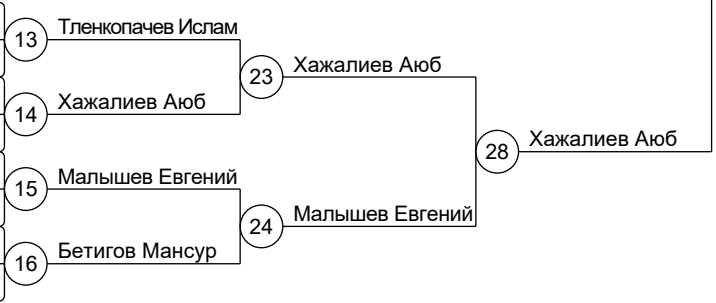 13 Тленкопачев Ислам
23 Хажалиев Аюб
14 Хажалиев Аюб
28 Хажалиев Аюб
15 Малышев Евгений
24 Малышев Евгений
16 Бетигов Мансур